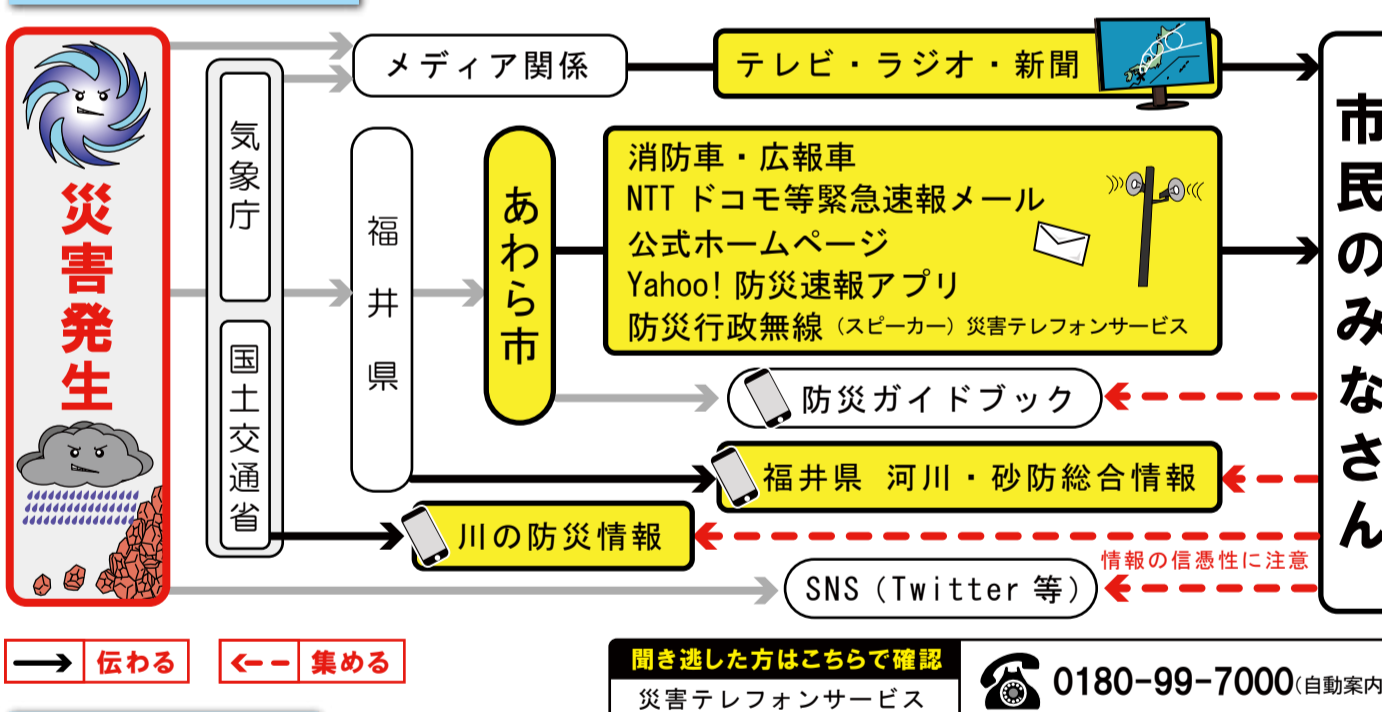 災害発生
気象庁
国土交通省
メディア関係
テレビ・ラジオ・新聞
福井県
あわら市
消防車・広報車
NTT ドコモ等緊急速報メール
公式ホームページ
Yahoo! 防災速報アプリ
防災行政無線（スピーカー）災害テレフォンサービス
防災ガイドブック
福井県 河川・砂防総合情報
川の防災情報
情報の信憑性に注意
SNS（Twitter 等）
市民のみなさん
伝わる
集める
聞き逃した方はこちらで確認
災害テレフォンサービス
0180-99-7000(自動案内